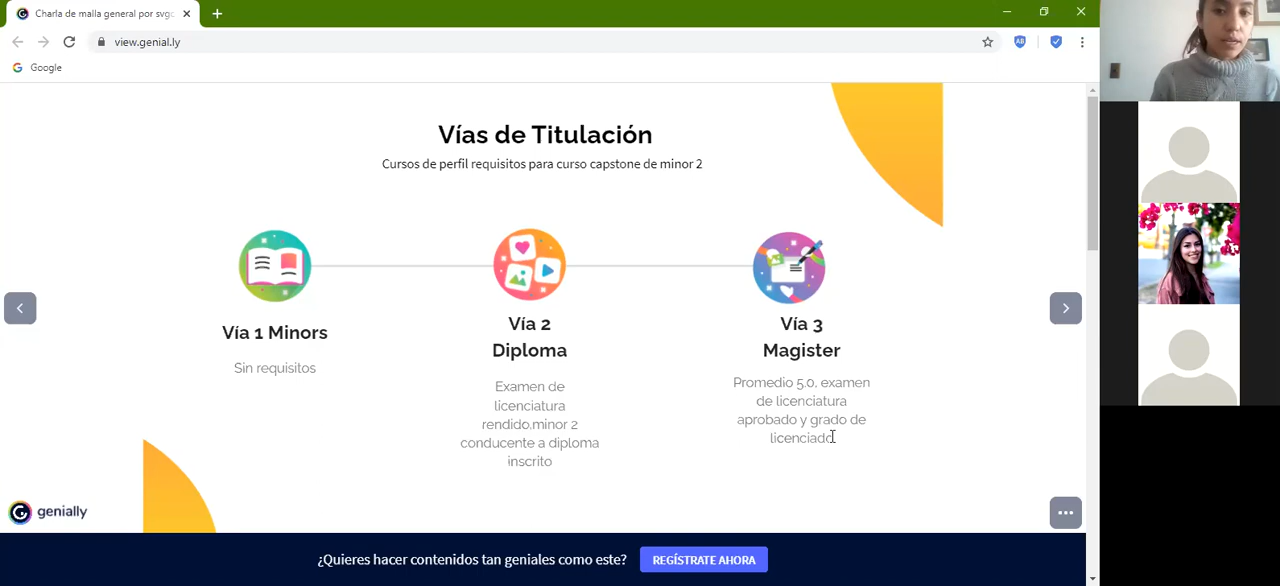 Charla de malla general por svgc
view.genial.ly
Google
Vías de Titulación
Cursos de perfil requisitos para curso capstone de minor 2
Vía 1 Minors
Sin requisitos
Vía 2
Diploma
Examen de
licenciatura
rendido,minor 2
conducente a diploma
inscrito
Vía 3
Magister
Promedio 5.0, examen
de licenciatura
aprobado y grado de
licenciado
genially
¿Quieres hacer contenidos tan geniales como este?
REGÍSTRATE AHORA